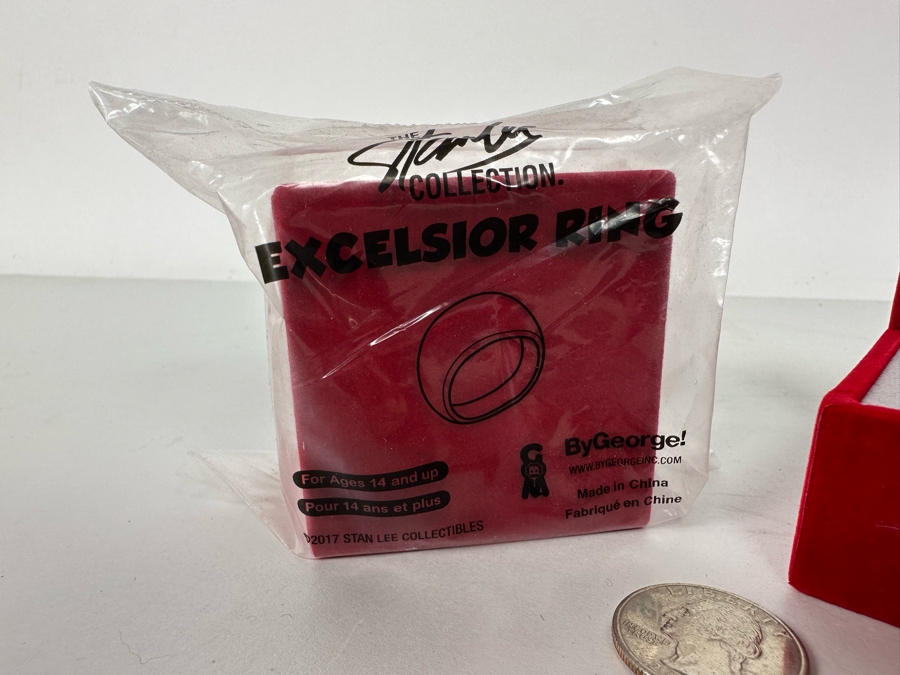 THE
Stan Lee
COLLECTION.
EXCELSIOR RING
For Ages 14 and up
Pour 14 ans et plus
©2017 STAN LEE COLLECTIBLES
ByGeorge!
WWW.BYGEORGEINC.COM
Made in China
Fabriqué en Chine
LIBERTY